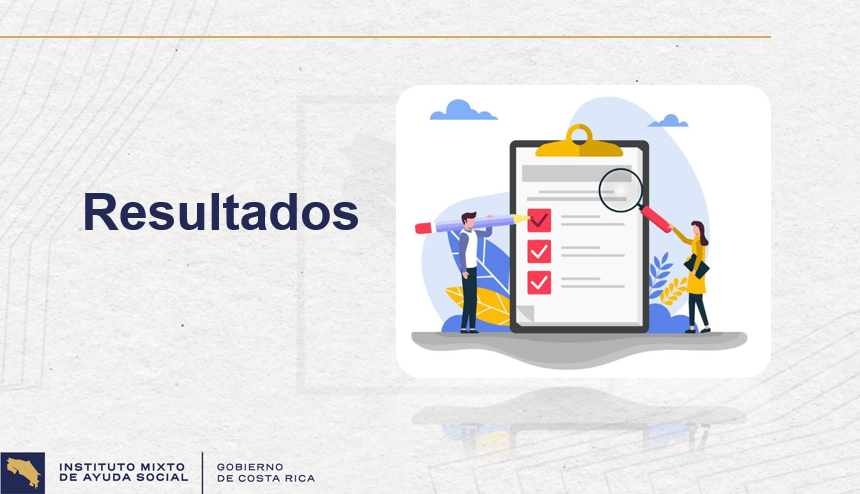 Resultados
INSTITUTO MIXTO
DE AYUDA SOCIAL
GOBIERNO
DE COSTA RICA